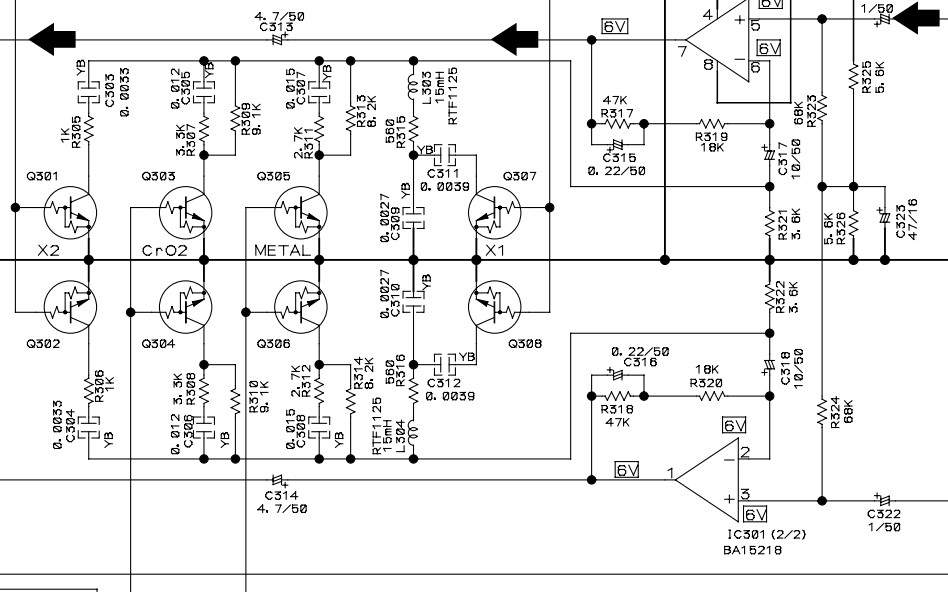 4.7/50
C313
6V
4
5
7
8
6
6V
6V
1/50
YB
C303
0.0033
1K
R305
0.012
C305
YB
3.3K
R307
R309
9.1K
0.015
C307
YB
2.7K
R311
R313
8.2K
L303
15mH
RTF1125
560
R315
YB
C311
0.0039
YB
0.0027
C309
47K
R317
C315
0.22/50
R319
18K
C317
10/50
68K
R323
R325
5.6K
R321
3.6K
5.6K
R326
C323
47/16
Q301
Q303
Q305
Q307
X2
CrO2
METAL
X1
Q302
Q304
Q306
Q308
0.0027
C310
YB
R322
3.6K
R306
1K
0.0033
C304
YB
3.3K
R308
R310
9.1K
0.012
C306
YB
2.7K
R312
R314
8.2K
0.015
C308
YB
560
R316
RTF1125
15mH
L304
YB
C312
0.0039
0.22/50
C316
R318
47K
18K
R320
C318
10/50
R324
68K
6V
2
6V
1
3
6V
C314
4.7/50
IC301 (2/2)
BA15218
C322
1/50